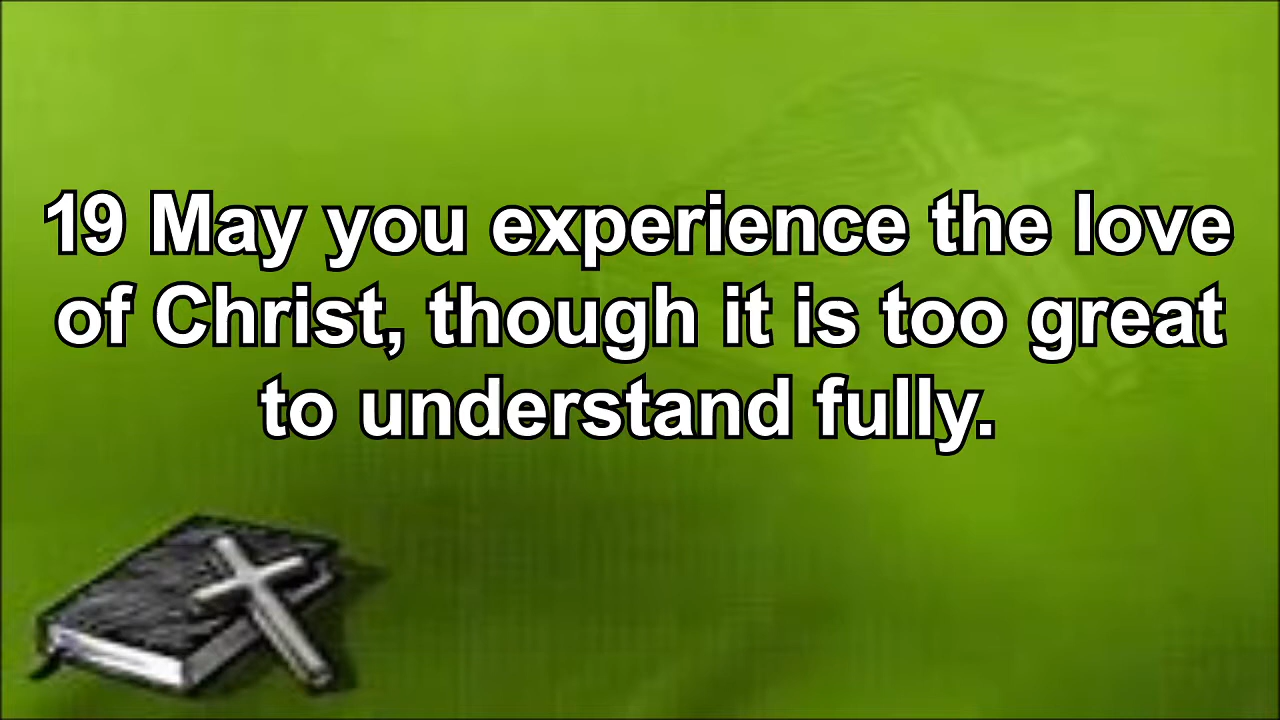 19 May you experience the love
of Christ, though it is too great
to understand fully.